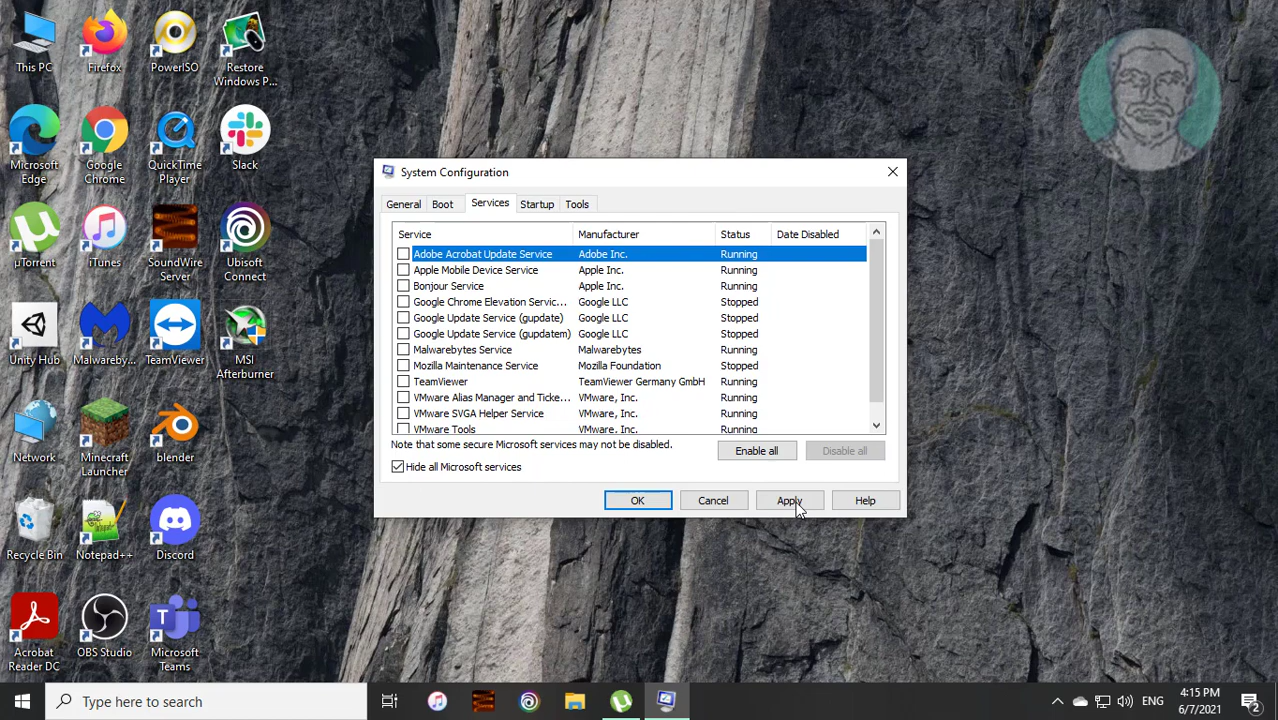 This PC
Firefox
PowerISO
Restore
Windows P...
Microsoft
Edge
Google
Chrome
QuickTime
Player
Slack
µTorrent
iTunes
SoundWire
Server
Ubisoft
Connect
Unity Hub
Malwareby...
TeamViewer
MSI
Afterburner
Network
Minecraft
Launcher
blender
Recycle Bin
Notepad++
Discord
Acrobat
Reader DC
OBS Studio
Microsoft
Teams
System Configuration
General Boot Services Startup Tools
Service Manufacturer Status Date Disabled
Adobe Acrobat Update Service Adobe Inc. Running
Apple Mobile Device Service Apple Inc. Running
Bonjour Service Apple Inc. Running
Google Chrome Elevation Servic... Google LLC Stopped
Google Update Service (gupdate) Google LLC Stopped
Google Update Service (gupdatem) Google LLC Stopped
Malwarebytes Service Malwarebytes Running
Mozilla Maintenance Service Mozilla Foundation Stopped
TeamViewer TeamViewer Germany GmbH Running
VMware Alias Manager and Ticke... VMware, Inc. Running
VMware SVGA Helper Service VMware, Inc. Running
VMware Tools VMware, Inc. Running
Note that some secure Microsoft services may not be disabled.
Enable all Disable all
Hide all Microsoft services
OK Cancel Apply Help
Type here to search
ENG
4:15 PM
6/7/2021
2